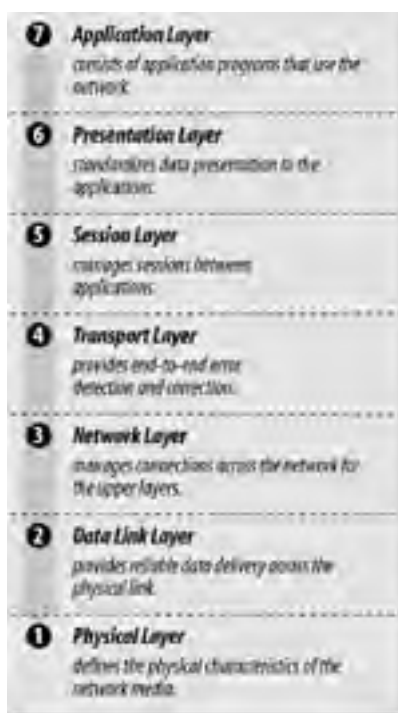 7 Application Layer
consists of application programs that use the
network.
6 Presentation Layer
standardizes data presentation to the
applications.
5 Session Layer
manages sessions between
applications.
4 Transport Layer
provides end-to-end error
detection and correction.
3 Network Layer
manages connections across the network for
the upper layers.
2 Data Link Layer
provides reliable data delivery across the
physical link.
1 Physical Layer
defines the physical characteristics of the
network media.